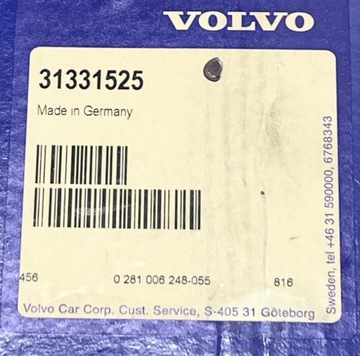 VOLVO
31331525
Made in Germany
456 0 281 006 248-055 816
Volvo Car Corp. Cust. Service, S-405 31 Göteborg
Sweden, tel +46 31 590000, 6768343